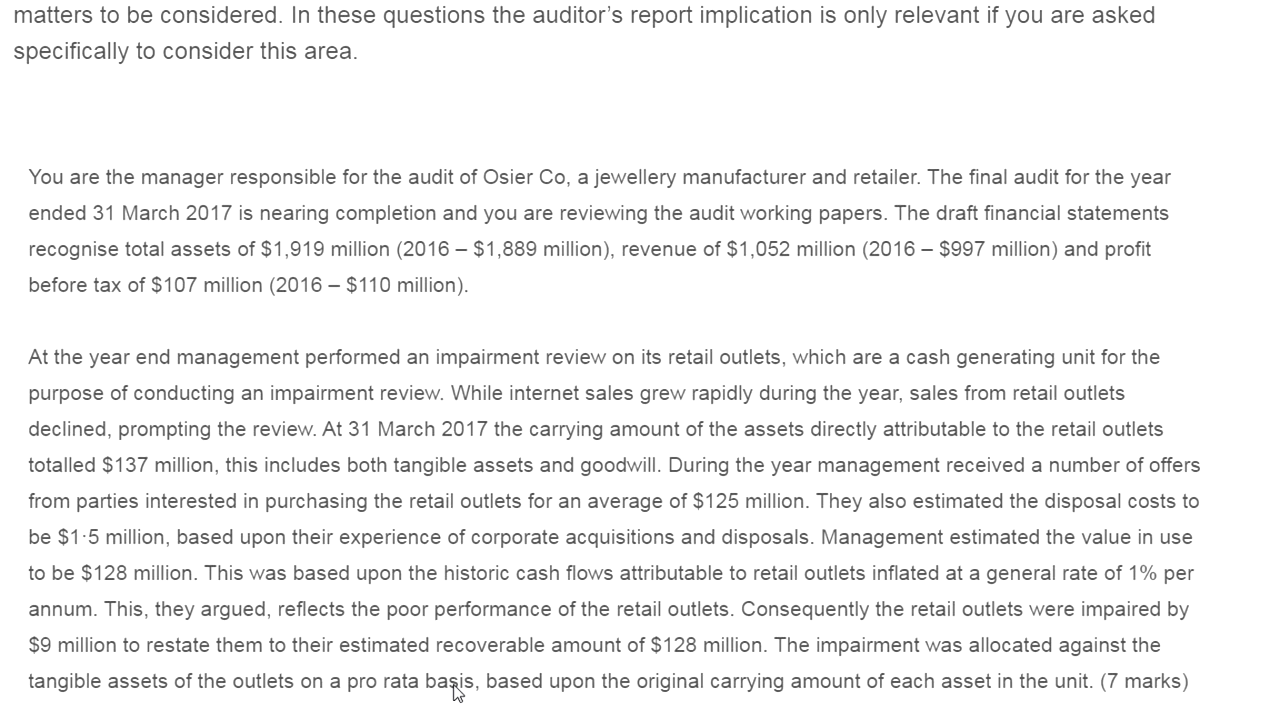 matters to be considered. In these questions the auditor’s report implication is only relevant if you are asked
specifically to consider this area.
You are the manager responsible for the audit of Osier Co, a jewellery manufacturer and retailer. The final audit for the year
ended 31 March 2017 is nearing completion and you are reviewing the audit working papers. The draft financial statements
recognise total assets of $1,919 million (2016 – $1,889 million), revenue of $1,052 million (2016 – $997 million) and profit
before tax of $107 million (2016 – $110 million).
At the year end management performed an impairment review on its retail outlets, which are a cash generating unit for the
purpose of conducting an impairment review. While internet sales grew rapidly during the year, sales from retail outlets
declined, prompting the review. At 31 March 2017 the carrying amount of the assets directly attributable to the retail outlets
totalled $137 million, this includes both tangible assets and goodwill. During the year management received a number of offers
from parties interested in purchasing the retail outlets for an average of $125 million. They also estimated the disposal costs to
be $1·5 million, based upon their experience of corporate acquisitions and disposals. Management estimated the value in use
to be $128 million. This was based upon the historic cash flows attributable to retail outlets inflated at a general rate of 1% per
annum. This, they argued, reflects the poor performance of the retail outlets. Consequently the retail outlets were impaired by
$9 million to restate them to their estimated recoverable amount of $128 million. The impairment was allocated against the
tangible assets of the outlets on a pro rata basis, based upon the original carrying amount of each asset in the unit. (7 marks)